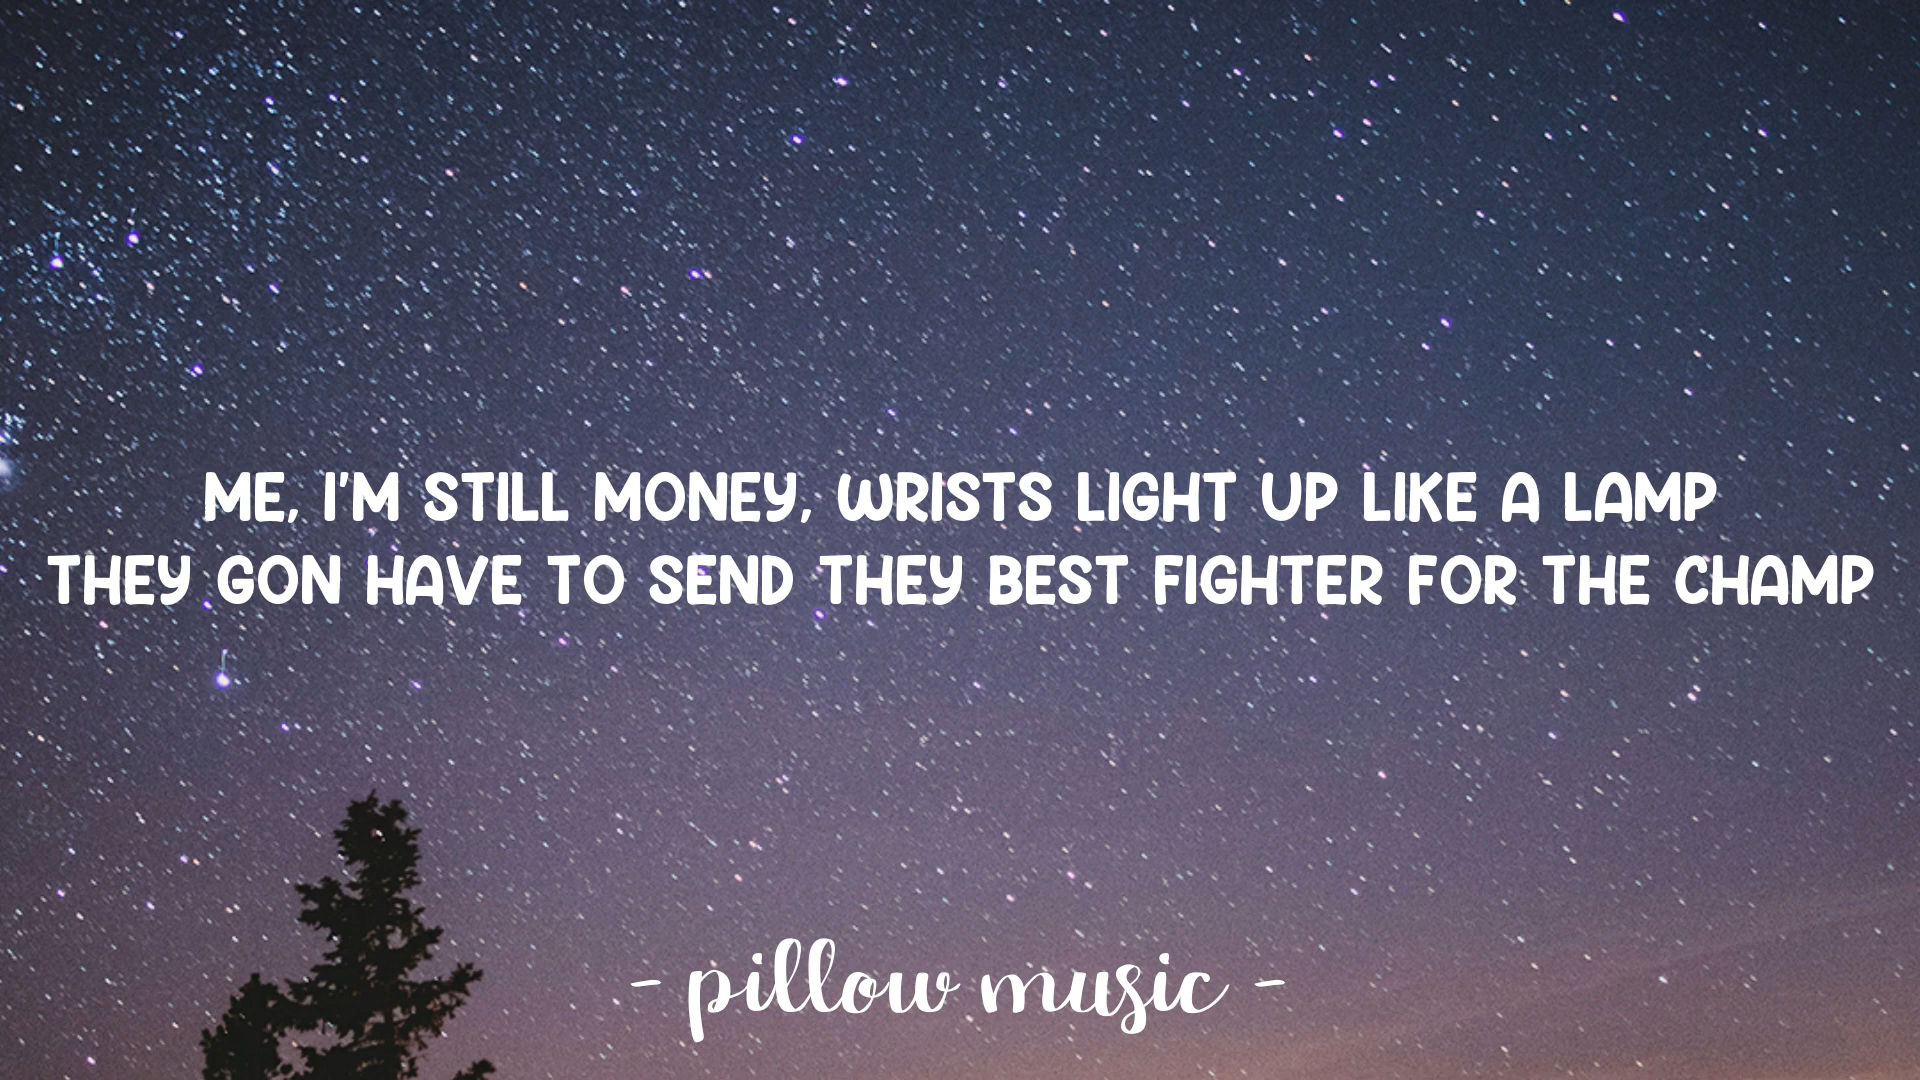 ME, I'M STILL MONEY, WRISTS LIGHT UP LIKE A LAMP
THEY GON HAVE TO SEND THEY BEST FIGHTER FOR THE CHAMP
- pillow music -